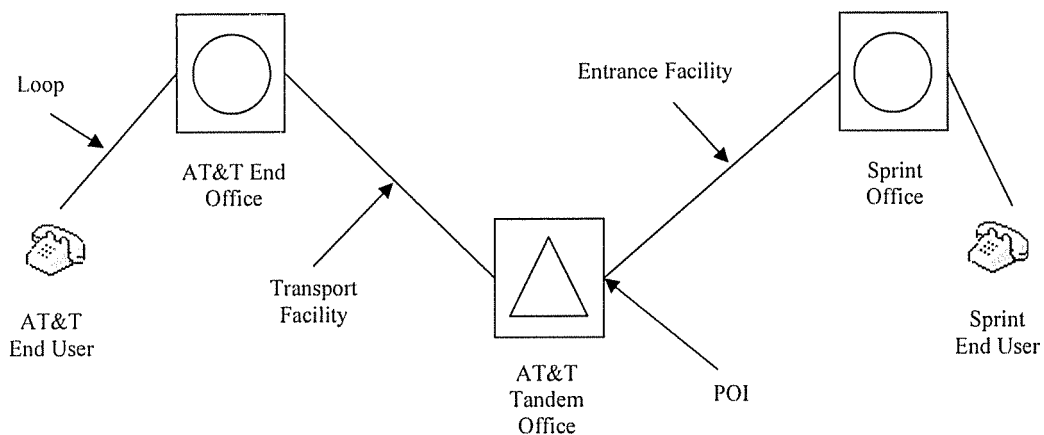 Loop
Entrance Facility
AT&T End
Office
Sprint
Office
Transport
Facility
AT&T
End User
Sprint
End User
AT&T
Tandem
Office
POI